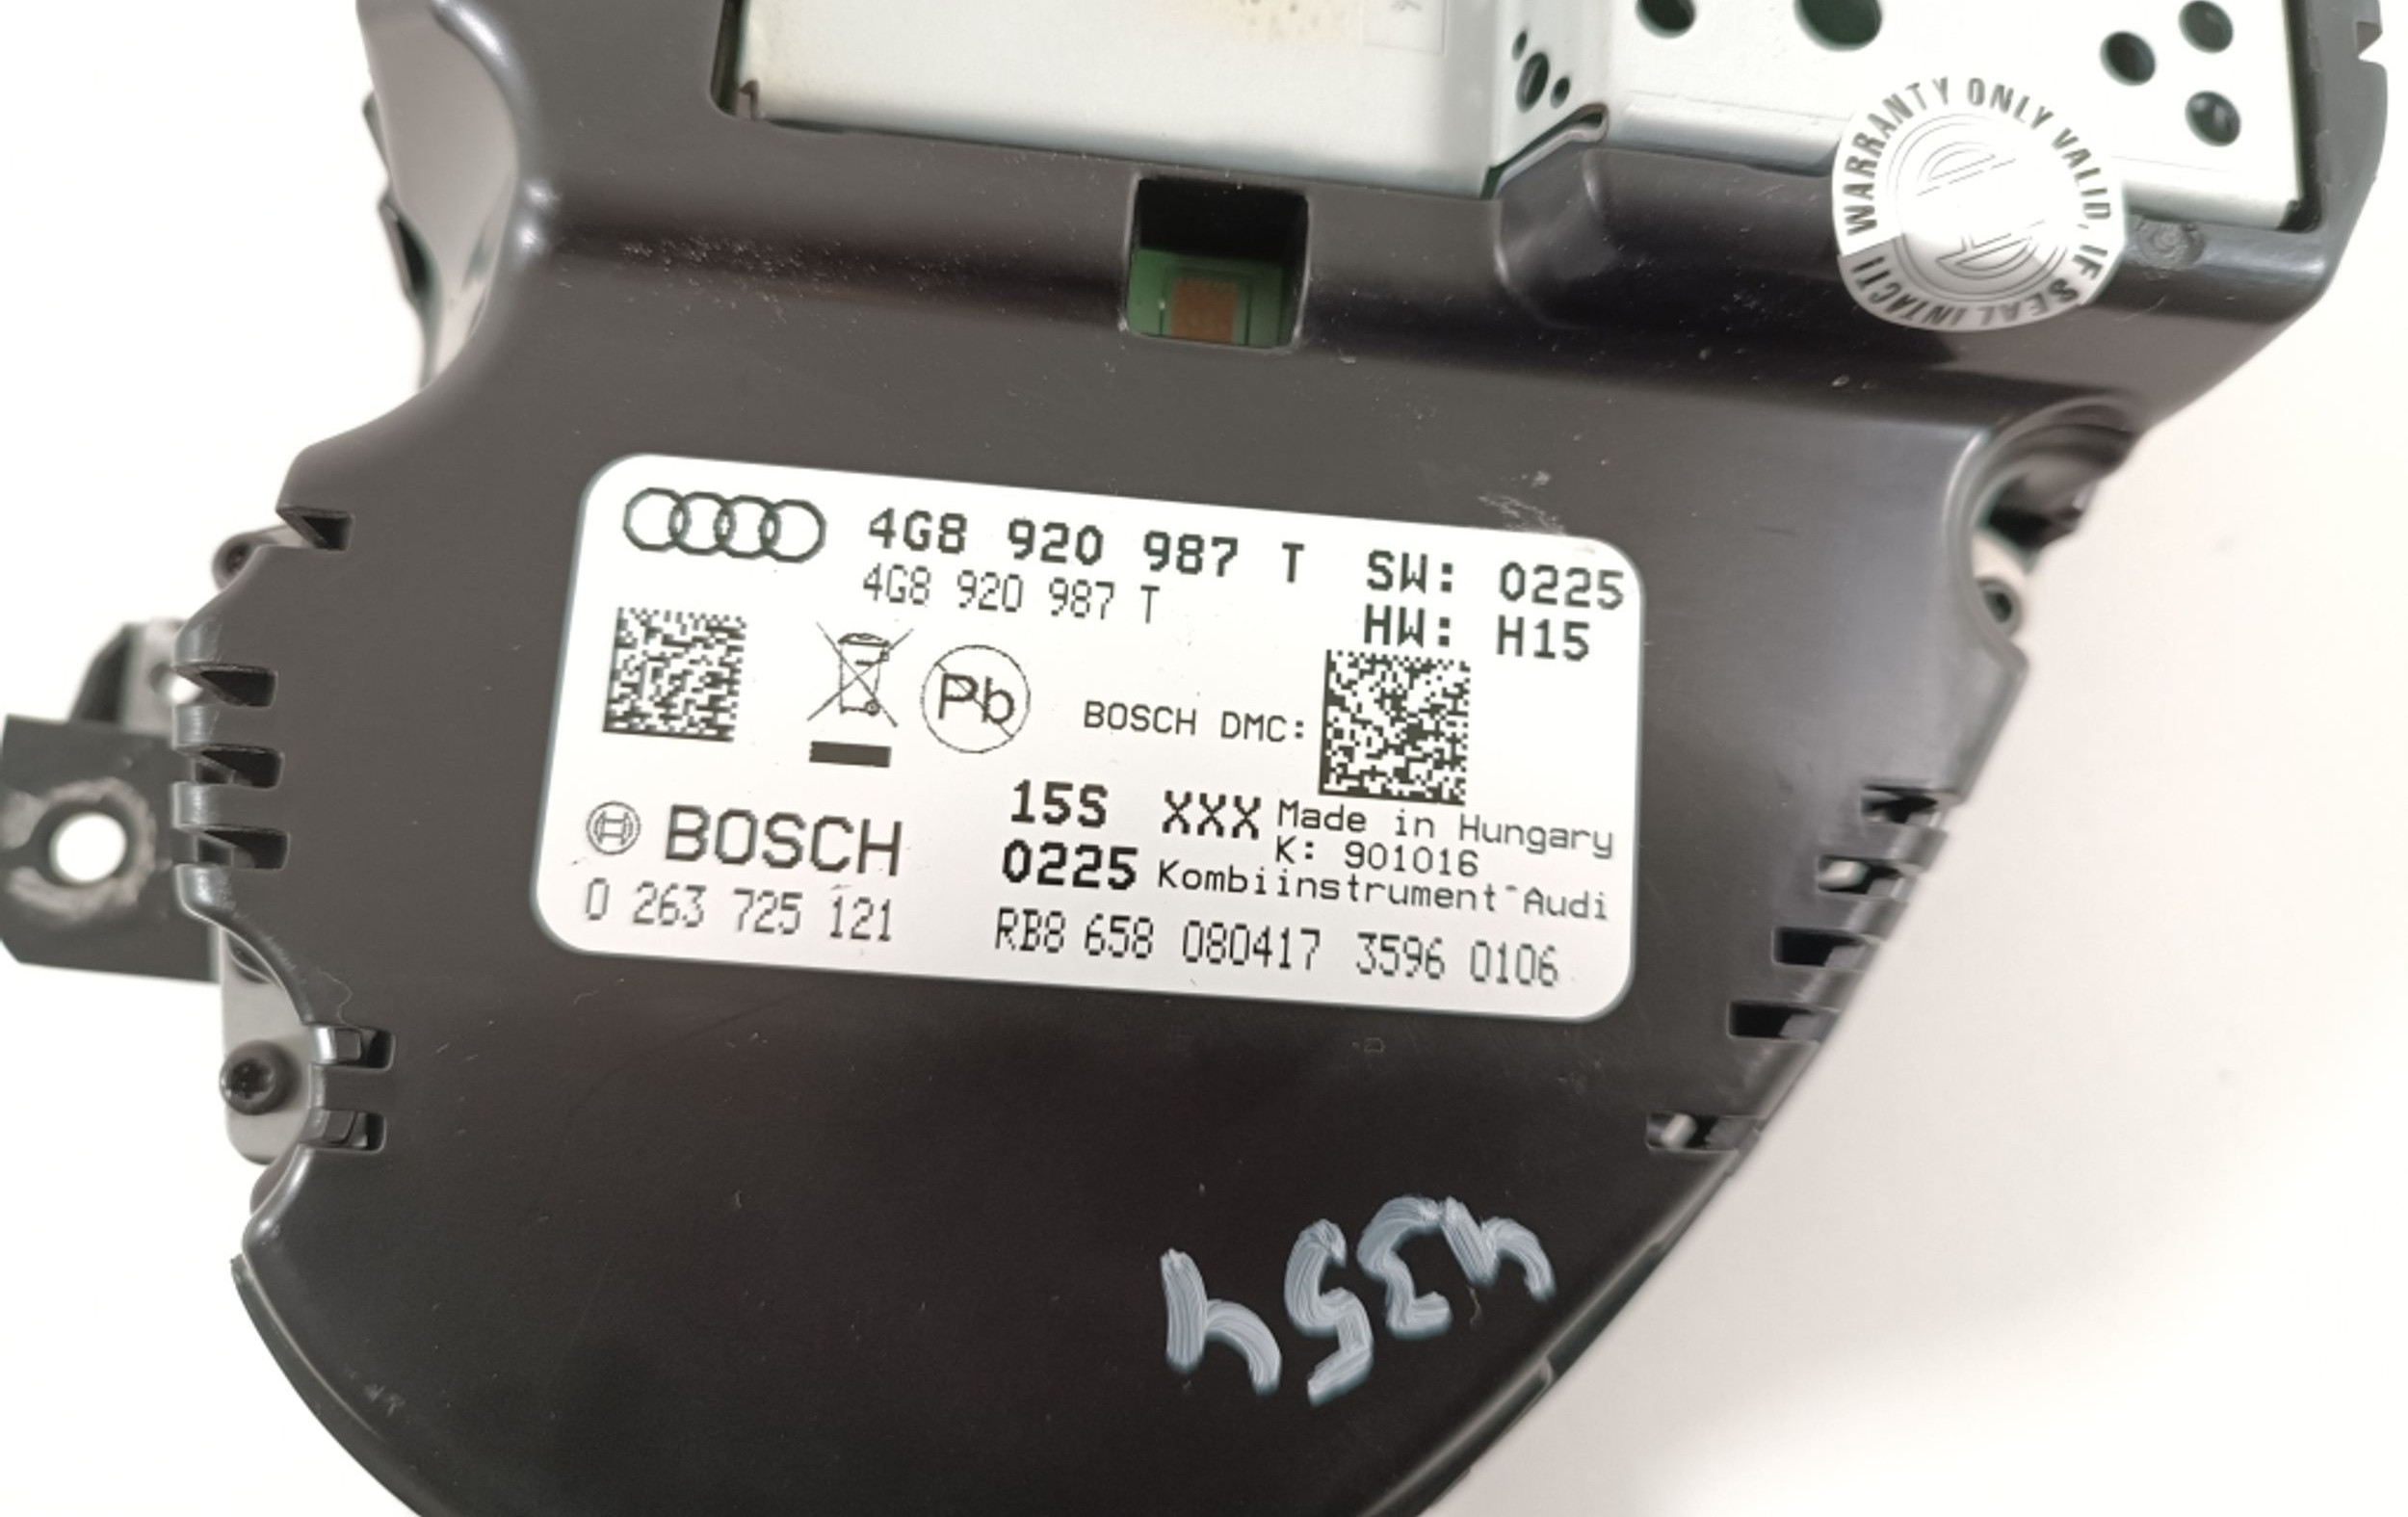 WARRANTY ONLY VALID, IF SEAL INTACT!
4G8 920 987 T SW: 0225
4G8 920 987 T HW: H15
Pb
BOSCH DMC:
15S XXX Made in Hungary
BOSCH K: 901016
0225 Kombiinstrument-Audi
0 263 725 121 RB8 658 080417 3596 0106
4354